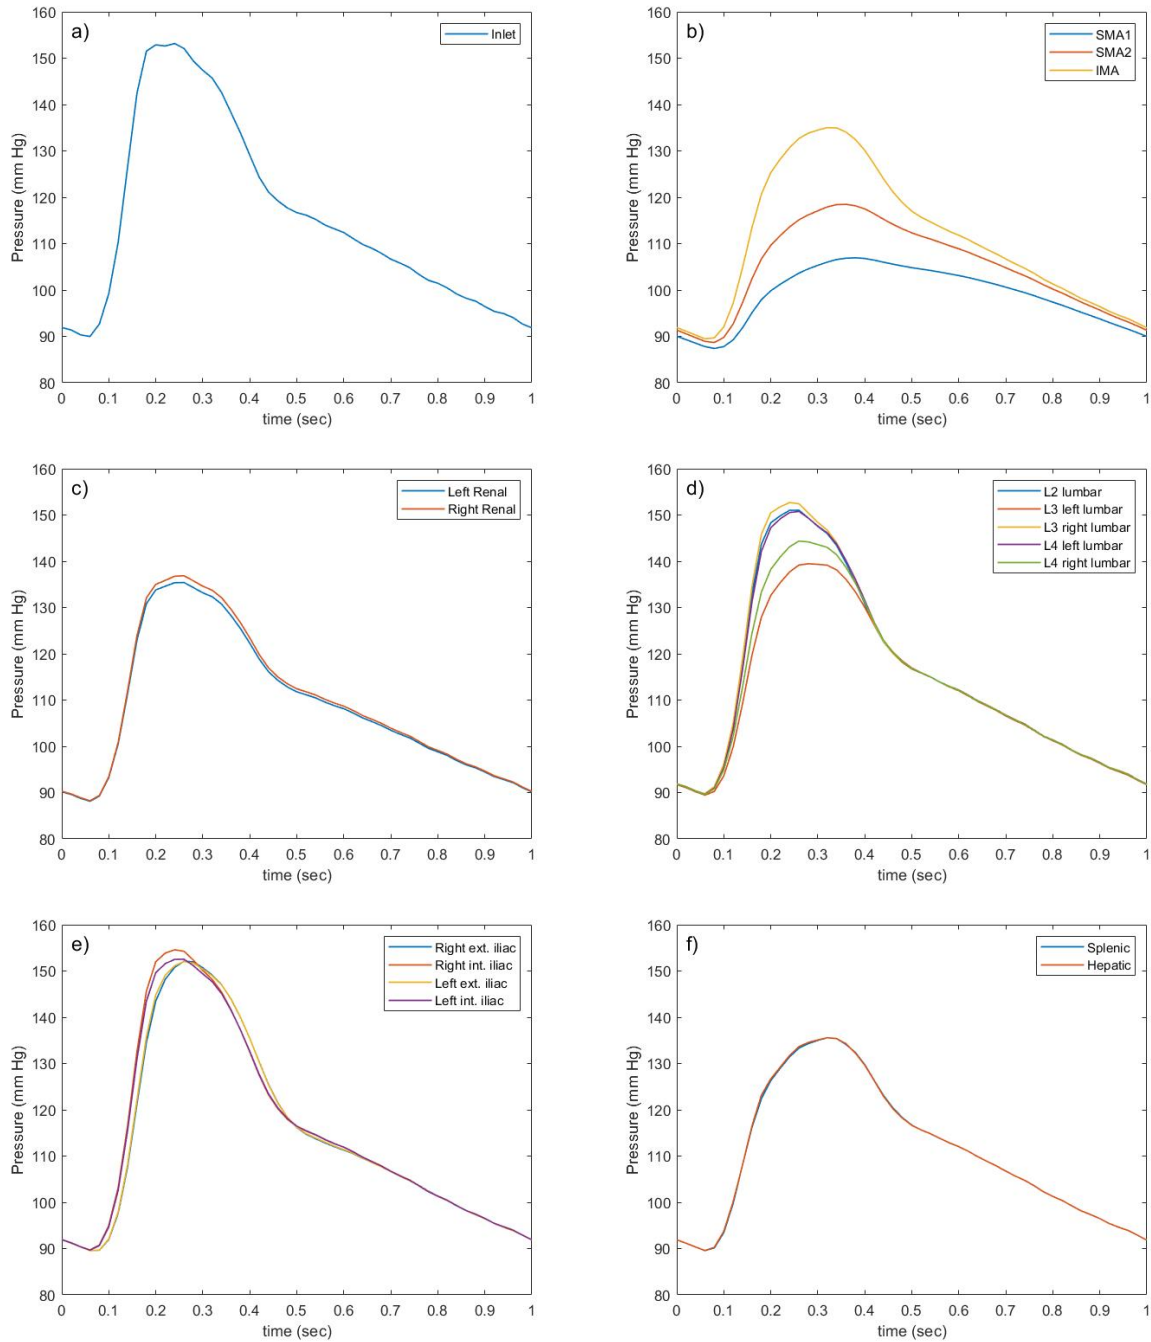 a)
Inlet
160
150
140
130
120
110
100
90
80
Pressure (mm Hg)
0 0.1 0.2 0.3 0.4 0.5 0.6 0.7 0.8 0.9 1
time (sec)
b)
SMA1
SMA2
IMA
160
150
140
130
120
110
100
90
80
Pressure (mm Hg)
0 0.1 0.2 0.3 0.4 0.5 0.6 0.7 0.8 0.9 1
time (sec)
c)
Left Renal
Right Renal
160
150
140
130
120
110
100
90
80
Pressure (mm Hg)
0 0.1 0.2 0.3 0.4 0.5 0.6 0.7 0.8 0.9 1
time (sec)
d)
L2 lumbar
L3 left lumbar
L3 right lumbar
L4 left lumbar
L4 right lumbar
160
150
140
130
120
110
100
90
80
Pressure (mm Hg)
0 0.1 0.2 0.3 0.4 0.5 0.6 0.7 0.8 0.9 1
time (sec)
e)
Right ext. iliac
Right int. iliac
Left ext. iliac
Left int. iliac
160
150
140
130
120
110
100
90
80
Pressure (mm Hg)
0 0.1 0.2 0.3 0.4 0.5 0.6 0.7 0.8 0.9 1
time (sec)
f)
Splenic
Hepatic
160
150
140
130
120
110
100
90
80
Pressure (mm Hg)
0 0.1 0.2 0.3 0.4 0.5 0.6 0.7 0.8 0.9 1
time (sec)